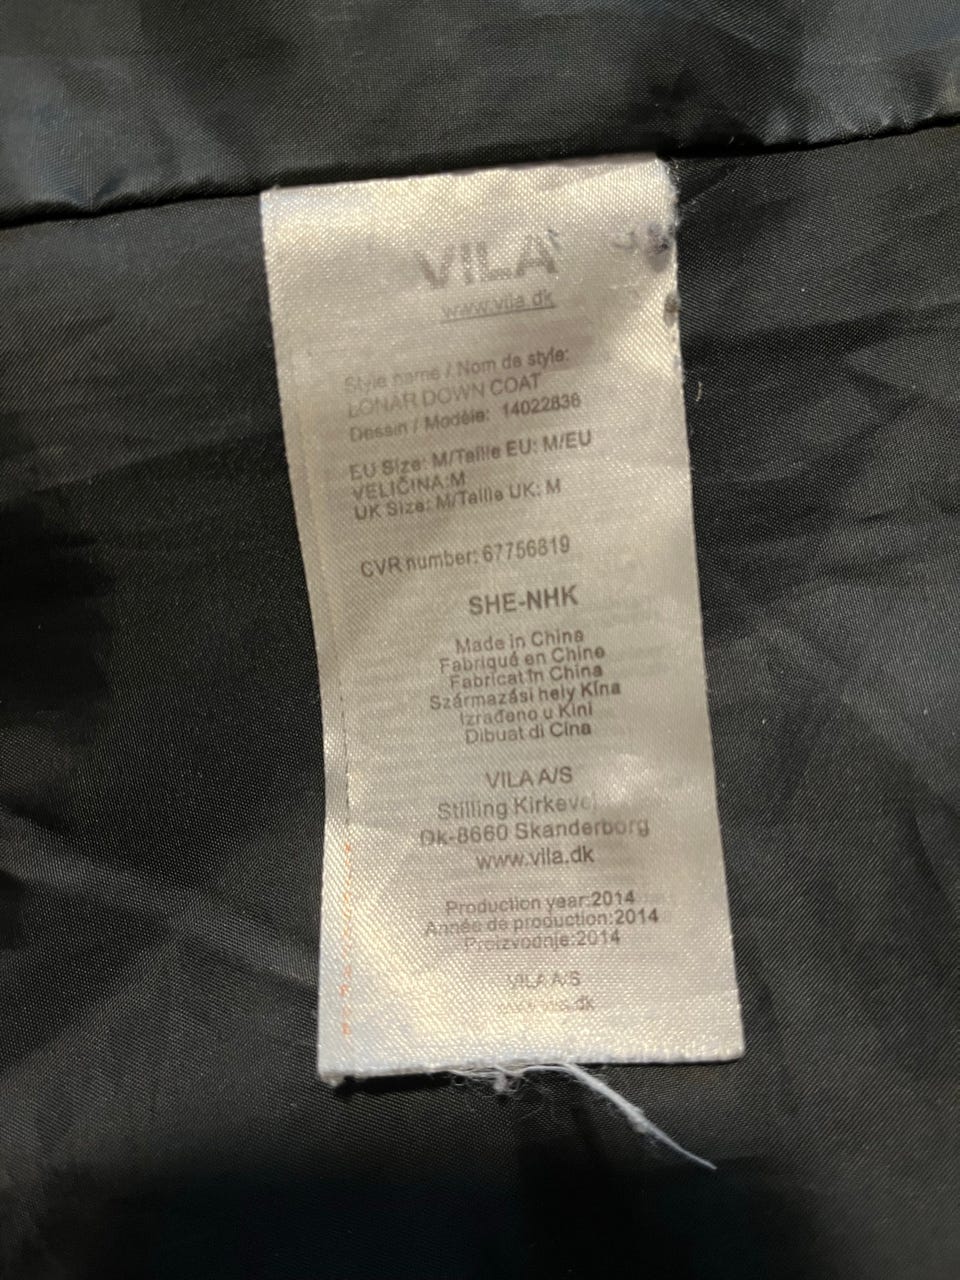 VILA
www.vila.dk
Style name / Nom de style:
LONAR DOWN COAT
Dessin / Modèle: 14022836
EU Size: M/Taille EU: M/EU
VELIČINA:M
UK Size: M/Taille UK: M
CVR number: 67756819
SHE-NHK
Made in China
Fabriqué en Chine
Fabricat în China
Származási hely Kína
Izrađeno u Kini
Dibuat di Cina
VILA A/S
Stilling Kirkevej
Dk-8660 Skanderborg
www.vila.dk
Production year:2014
Année de production:2014
Proizvodnje:2014
VILA A/S